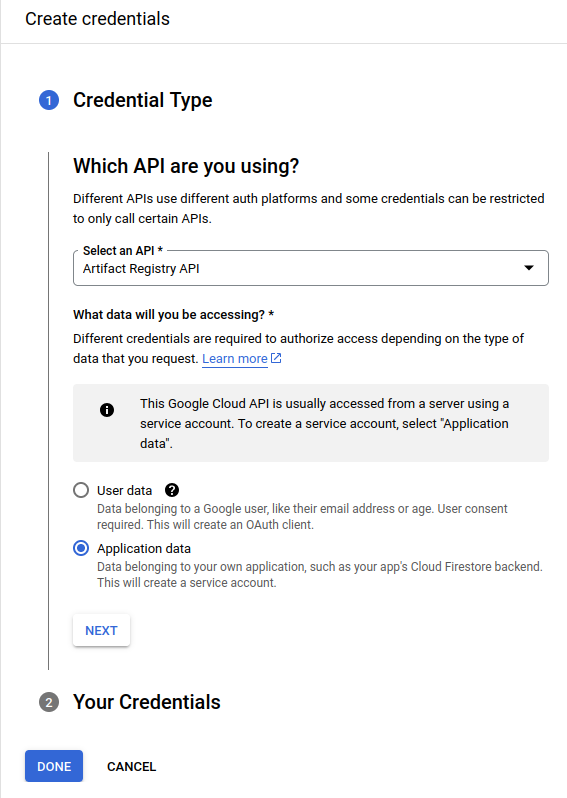 Create credentials
1 Credential Type
Which API are you using?
Different APIs use different auth platforms and some credentials can be restricted
to only call certain APIs.
Select an API *
Artifact Registry API
What data will you be accessing? *
Different credentials are required to authorize access depending on the type of
data that you request. Learn more
This Google Cloud API is usually accessed from a server using a
service account. To create a service account, select "Application
data".
User data
Data belonging to a Google user, like their email address or age. User consent
required. This will create an OAuth client.
Application data
Data belonging to your own application, such as your app's Cloud Firestore backend.
This will create a service account.
NEXT
2 Your Credentials
DONE CANCEL